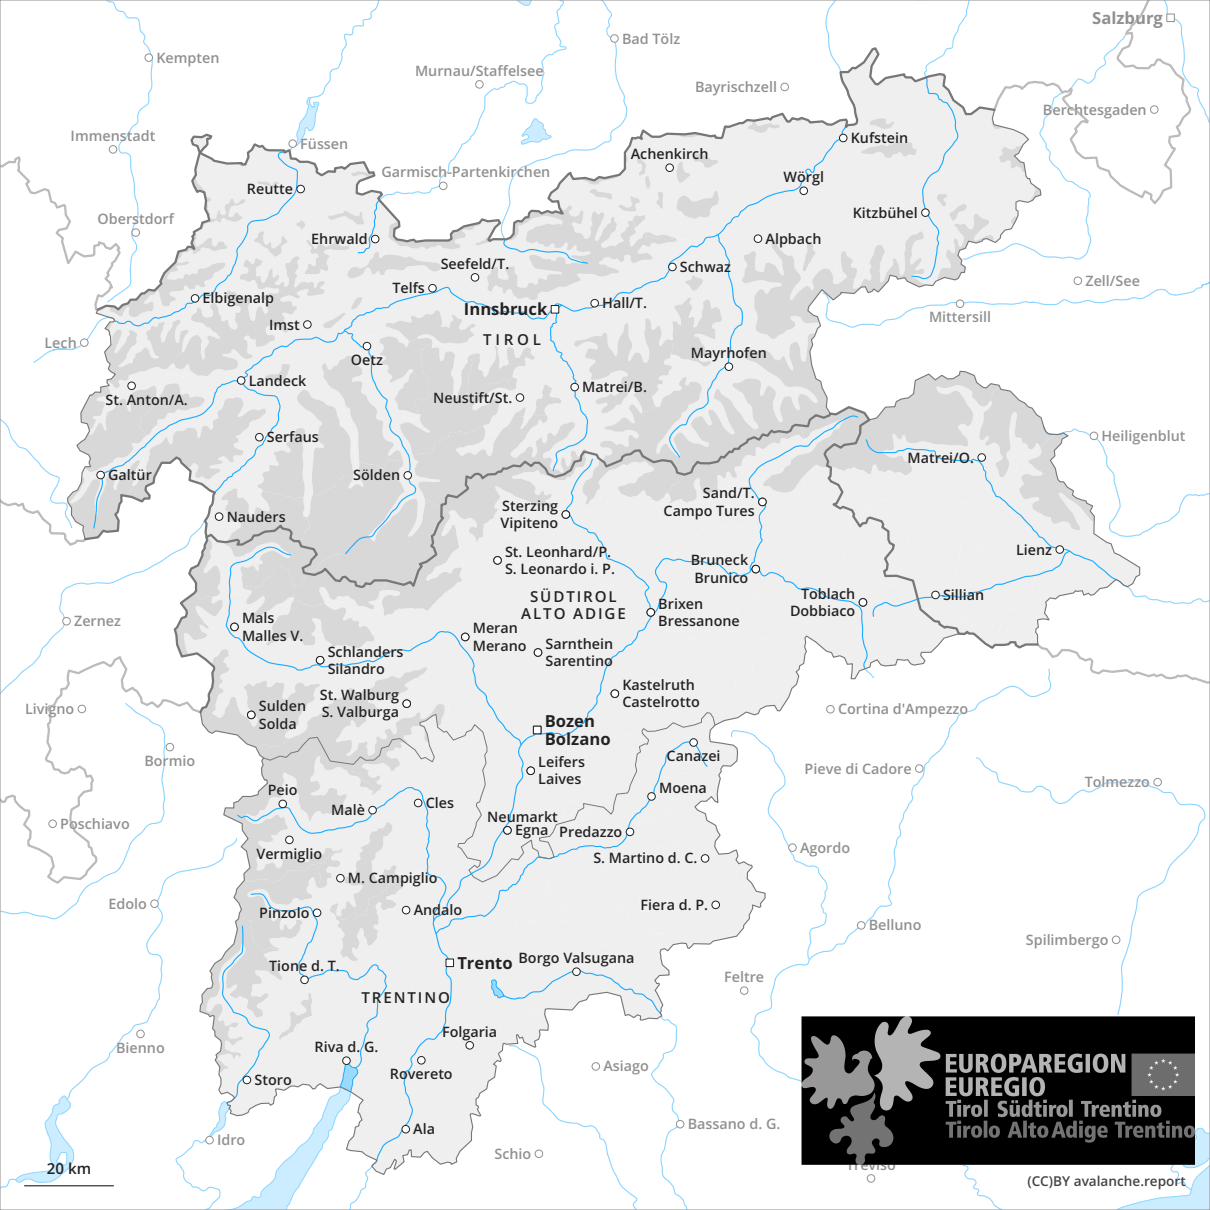 Salzburg
Bad Tölz
Kempten
Murnau/Staffelsee
Bayrischzell
Berchtesgaden
Immenstadt
Füssen
Kufstein
Achenkirch
Garmisch-Partenkirchen
Wörgl
Reutte
Kitzbühel
Oberstdorf
Ehrwald
Alpbach
Seefeld/T.
Schwaz
Zell/See
Telfs
Elbigenalp
Hall/T.
Innsbruck
Mittersill
Imst
TIROL
Lech
Oetz
Mayrhofen
Landeck
Matrei/B.
St. Anton/A.
Neustift/St.
Serfaus
Heiligenblut
Matrei/O.
Galtür
Sölden
Sand/T.
Campo Tures
Sterzing
Vipiteno
Nauders
St. Leonhard/P.
S. Leonardo i. P.
Lienz
Bruneck
Brunico
SÜDTIROL
ALTO ADIGE
Toblach
Dobbiaco
Sillian
Brixen
Bressanone
Zernez
Mals
Malles V.
Meran
Merano
Sarnthein
Sarentino
Schlanders
Silandro
Kastelruth
Castelrotto
St. Walburg
S. Valburga
Sulden
Solda
Livigno
Cortina d'Ampezzo
Bozen
Bolzano
Bormio
Canazei
Leifers
Laives
Pieve di Cadore
Tolmezzo
Peio
Moena
Malè
Cles
Neumarkt
Egna
Predazzo
Poschiavo
Vermiglio
S. Martino d. C.
Agordo
M. Campiglio
Edolo
Pinzolo
Andalo
Fiera d. P.
Belluno
Spilimbergo
Tione d. T.
Trento
Borgo Valsugana
Feltre
TRENTINO
Folgaria
Bienno
Riva d. G.
Rovereto
Asiago
Storo
EUROPAREGION
EUREGIO
Tirol Südtirol Trentino
Tirolo Alto Adige Trentino
Ala
Bassano d. G.
Idro
Schio
Treviso
20 km
(CC)BY avalanche.report